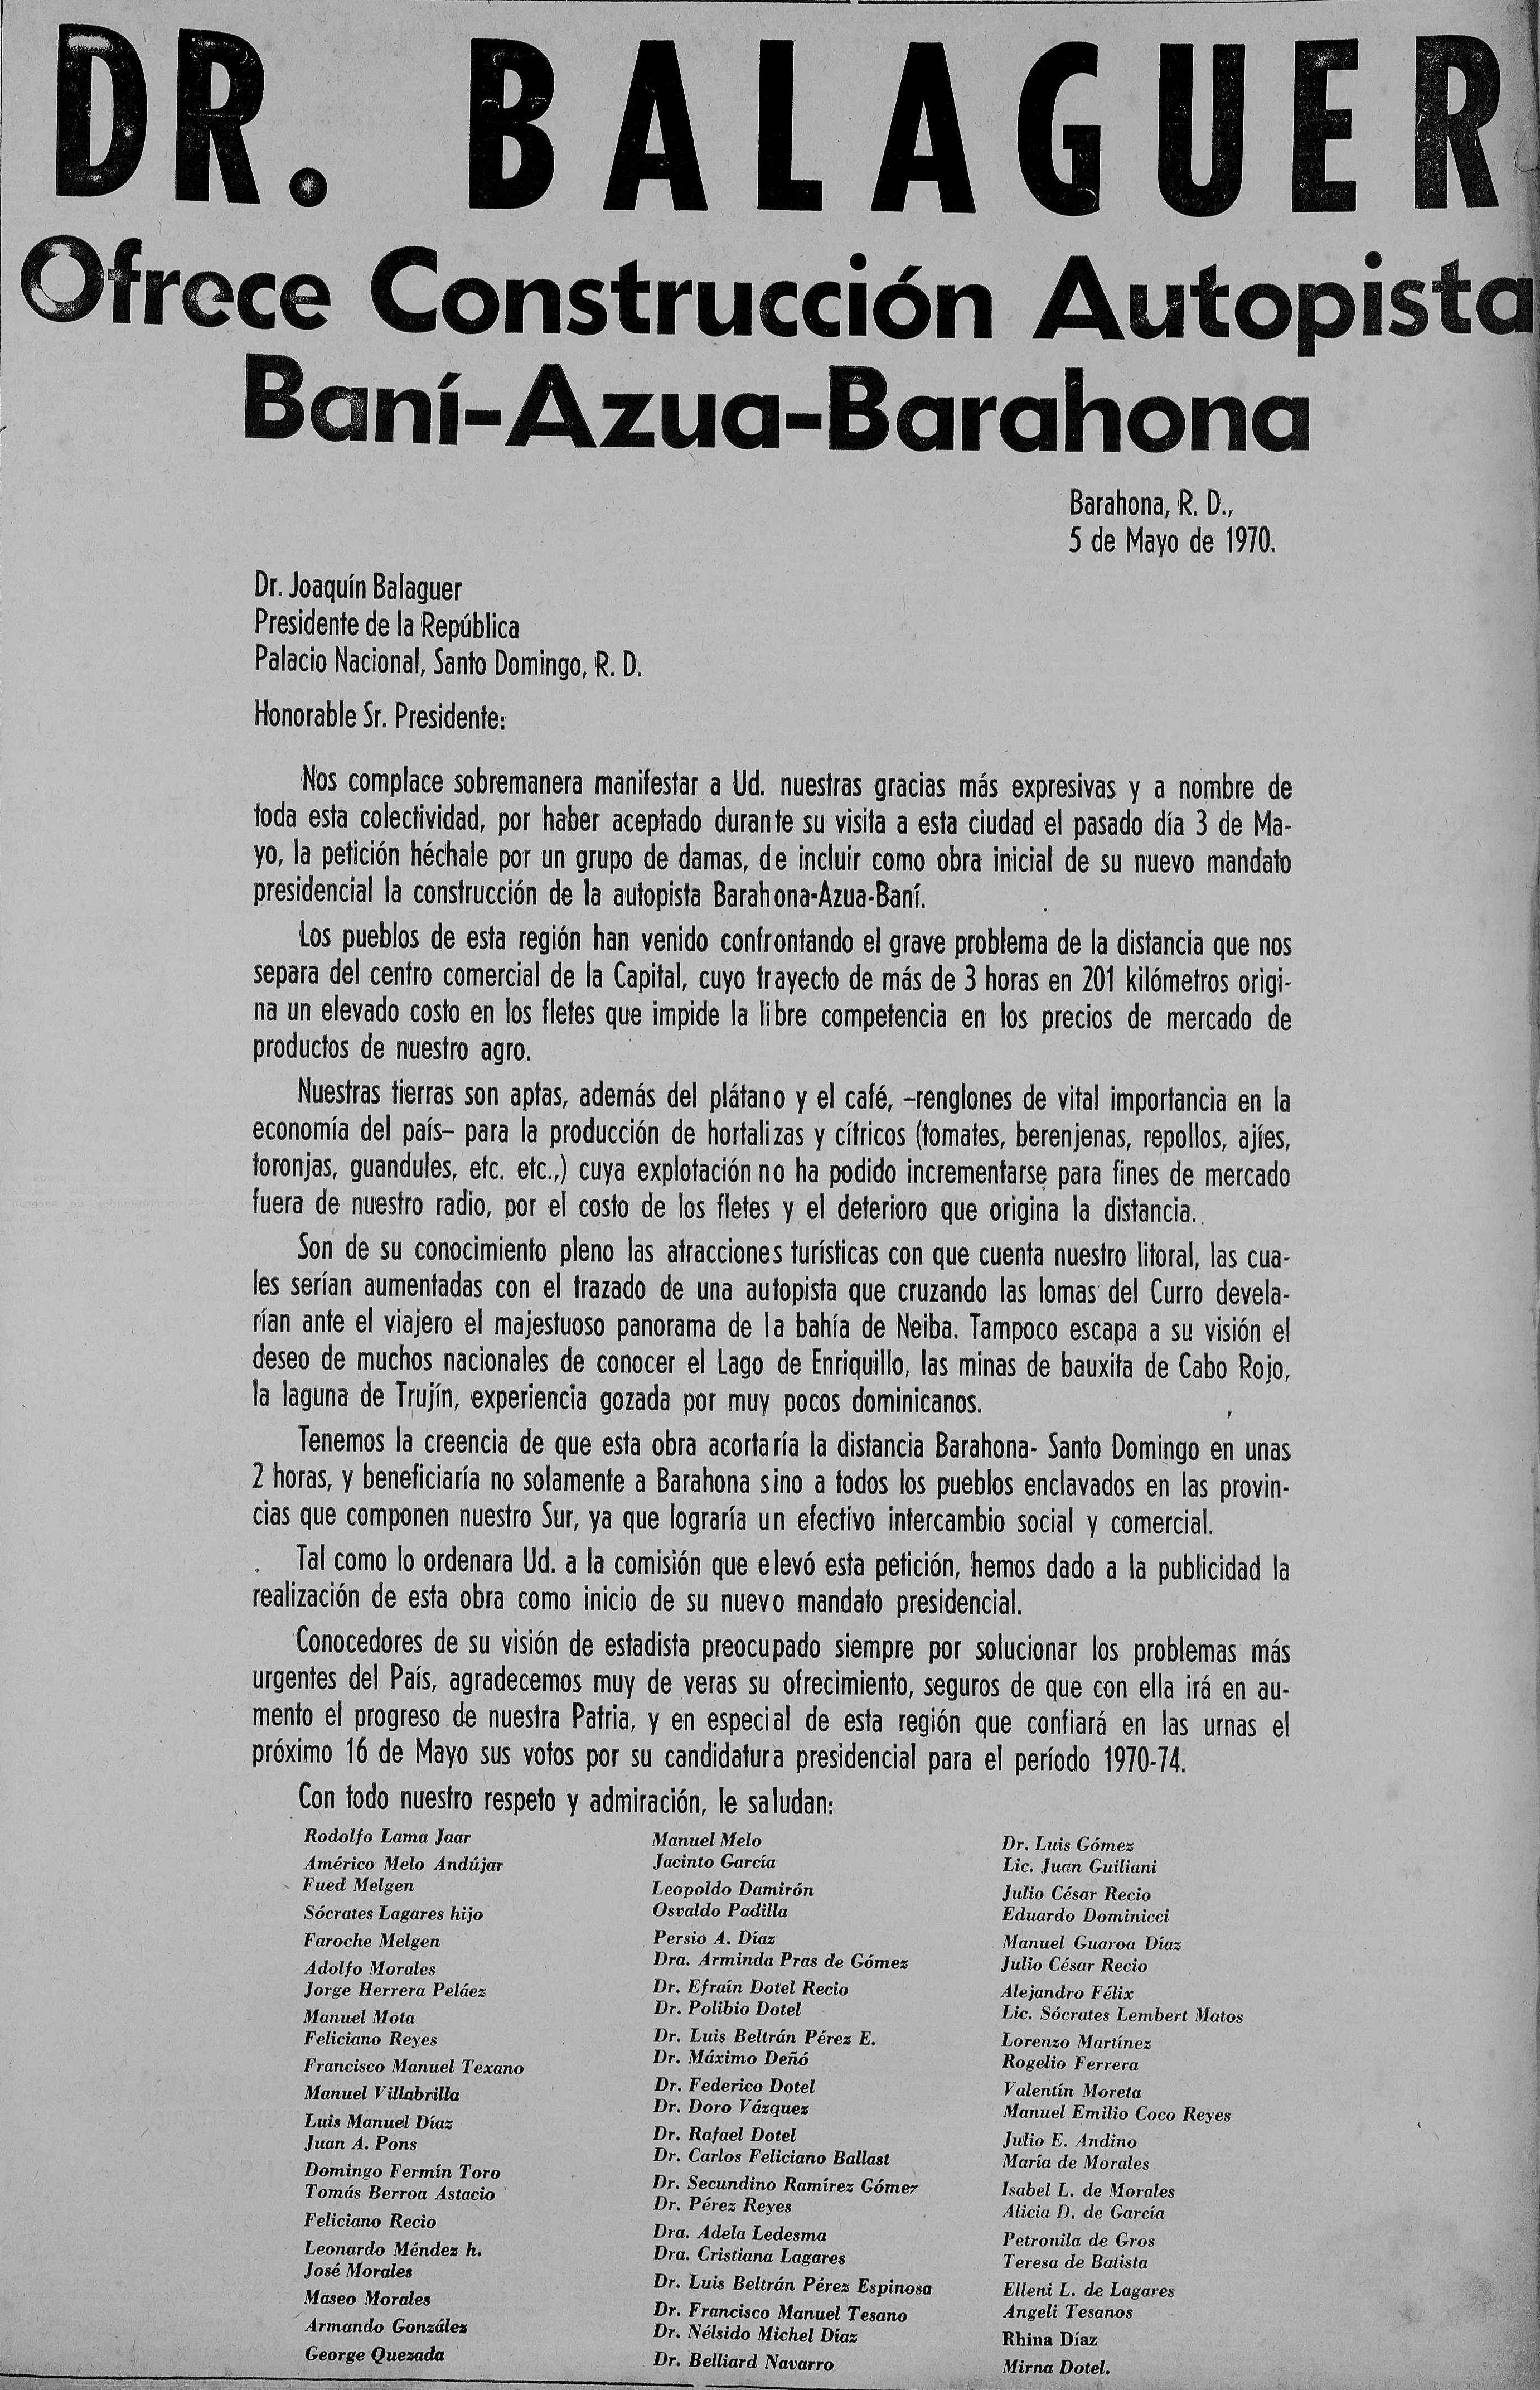 DR. BALAGUER
Ofrece Construcción Autopista
Baní-Azua-Barahona
Barahona, R. D.,
5 de Mayo de 1970.
Dr. Joaquín Balaguer
Presidente de la República
Palacio Nacional, Santo Domingo, R. D.
Honorable Sr. Presidente:
Nos complace sobremanera manifestar a Ud. nuestras gracias más expresivas y a nombre de
toda esta colectividad, por haber aceptado durante su visita a esta ciudad el pasado día 3 de Ma-
yo, la petición héchale por un grupo de damas, de incluir como obra inicial de su nuevo mandato
presidencial la construcción de la autopista Barahona-Azua-Baní.
Los pueblos de esta región han venido confrontando el grave problema de la distancia que nos
separa del centro comercial de la Capital, cuyo trayecto de más de 3 horas en 201 kilómetros origi-
na un elevado costo en los fletes que impide la libre competencia en los precios de mercado de
productos de nuestro agro.
Nuestras tierras son aptas, además del plátano y el café, –renglones de vital importancia en la
economía del país– para la producción de hortalizas y cítricos (tomates, berenjenas, repollos, ajíes,
toronjas, guandules, etc. etc.,) cuya explotación no ha podido incrementarse para fines de mercado
fuera de nuestro radio, por el costo de los fletes y el deterioro que origina la distancia.
Son de su conocimiento pleno las atracciones turísticas con que cuenta nuestro litoral, las cua-
les serían aumentadas con el trazado de una autopista que cruzando las lomas del Curro develá-
rían ante el viajero el majestuoso panorama de la bahía de Neiba. Tampoco escapa a su visión el
deseo de muchos nacionales de conocer el Lago de Enriquillo, las minas de bauxita de Cabo Rojo,
la laguna de Trujín, experiencia gozada por muy pocos dominicanos.
Tenemos la creencia de que esta obra acortaría la distancia Barahona- Santo Domingo en unas
2 horas, y beneficiaría no solamente a Barahona sino a todos los pueblos enclavados en las provin-
cias que componen nuestro Sur, ya que lograría un efectivo intercambio social y comercial.
Tal como lo ordenara Ud. a la comisión que elevó esta petición, hemos dado a la publicidad la
realización de esta obra como inicio de su nuevo mandato presidencial.
Conocedores de su visión de estadista preocupado siempre por solucionar los problemas más
urgentes del País, agradecemos muy de veras su ofrecimiento, seguros de que con ella irá en au-
mento el progreso de nuestra Patria, y en especial de esta región que confiará en las urnas el
próximo 16 de Mayo sus votos por su candidatura presidencial para el período 1970-74.
Con todo nuestro respeto y admiración, le saludan:
Rodolfo Lama Jaar
Américo Melo Andújar
Fued Melgen
Sócrates Lagares hijo
Faroche Melgen
Adolfo Morales
Jorge Herrera Peláez
Manuel Mota
Feliciano Reyes
Francisco Manuel Texano
Manuel Villabrilla
Luis Manuel Díaz
Juan A. Pons
Domingo Fermín Toro
Tomás Berroa Astacio
Feliciano Recio
Leonardo Méndez h.
José Morales
Maseo Morales
Armando González
George Quezada
Manuel Melo
Jacinto García
Leopoldo Damirón
Osvaldo Padilla
Persio A. Díaz
Dra. Arminda Pras de Gómez
Dr. Efraín Dotel Recio
Dr. Polibio Dotel
Dr. Luis Beltrán Pérez E.
Dr. Máximo Deñó
Dr. Federico Dotel
Dr. Doro Vázquez
Dr. Rafael Dotel
Dr. Carlos Feliciano Ballast
Dr. Secundino Ramírez Gómez
Dr. Pérez Reyes
Dra. Adela Ledesma
Dra. Cristiana Lagares
Dr. Luis Beltrán Pérez Espinosa
Dr. Francisco Manuel Tesano
Dr. Nélsido Michel Díaz
Dr. Belliard Navarro
Dr. Luis Gómez
Lic. Juan Guiliani
Julio César Recio
Eduardo Dominicci
Manuel Guaroa Díaz
Julio César Recio
Alejandro Félix
Lic. Sócrates Lembert Matos
Lorenzo Martínez
Rogelio Ferrera
Valentín Moreta
Manuel Emilio Coco Reyes
Julio E. Andino
María de Morales
Isabel L. de Morales
Alicia D. de García
Petronila de Gros
Teresa de Batista
Elleni L. de Lagares
Angeli Tesanos
Rhina Díaz
Mirna Dotel.